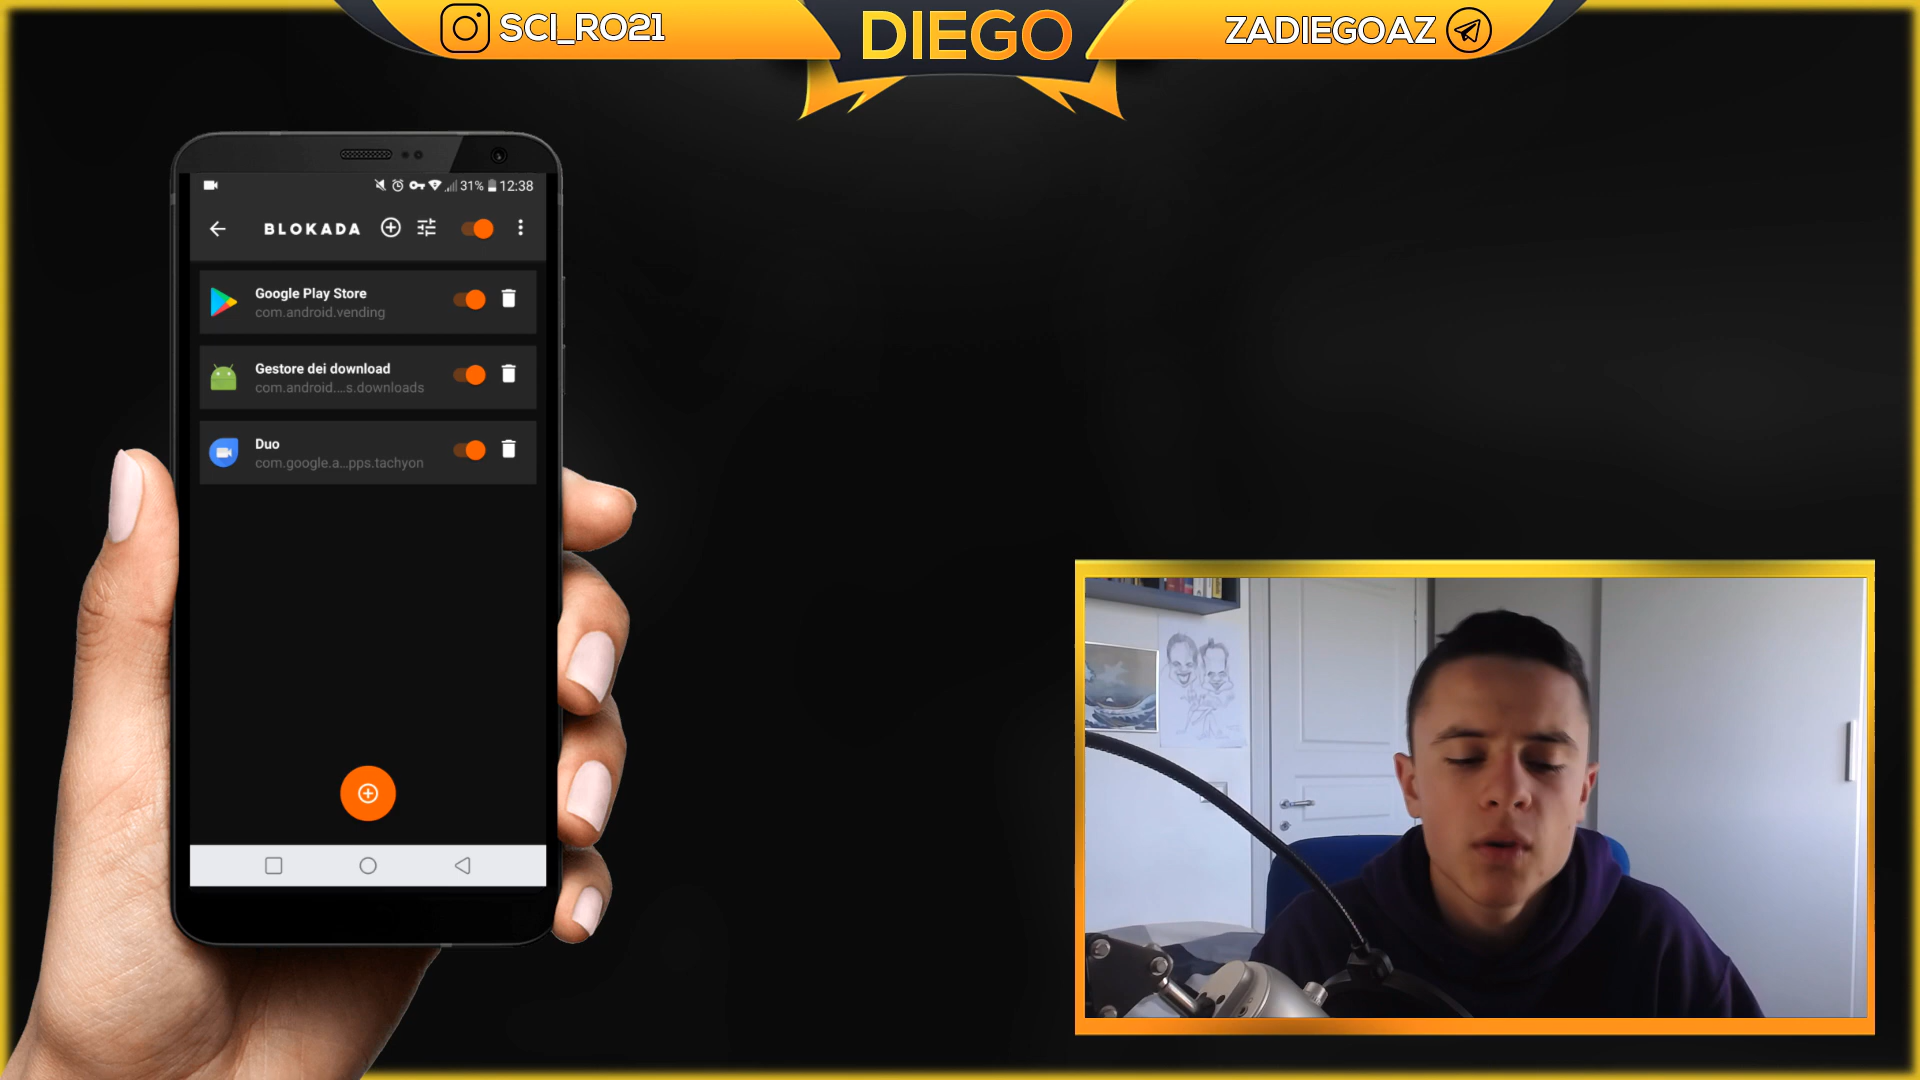 SCI_RO21
DIEGO
ZADIEGOAZ
31% 12:38
BLOKADA
Google Play Store
com.android.vending
Gestore dei download
com.android....s.downloads
Duo
com.google.a...pps.tachyon